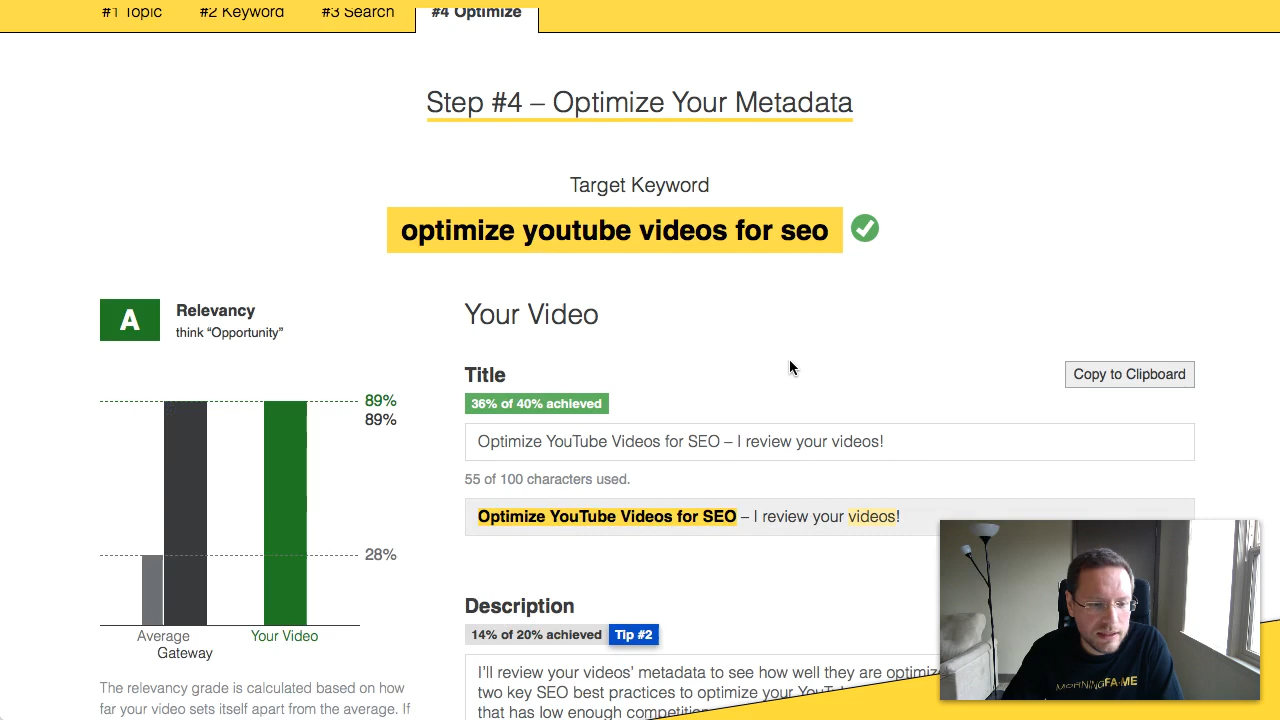 #1 Topic #2 Keyword #3 Search #4 Optimize
Step #4 – Optimize Your Metadata
Target Keyword
optimize youtube videos for seo
A
Relevancy
think “Opportunity”
89%
89%
28%
Average
Gateway
Your Video
The relevancy grade is calculated based on how
far your video sets itself apart from the average. If
Your Video
Title
Copy to Clipboard
36% of 40% achieved
Optimize YouTube Videos for SEO – I review your videos!
55 of 100 characters used.
Optimize YouTube Videos for SEO – I review your videos!
Description
14% of 20% achieved Tip #2
I’ll review your videos' metadata to see how well they are
two key SEO best practices to optimize your
that has low enough
MORNINGFA·ME